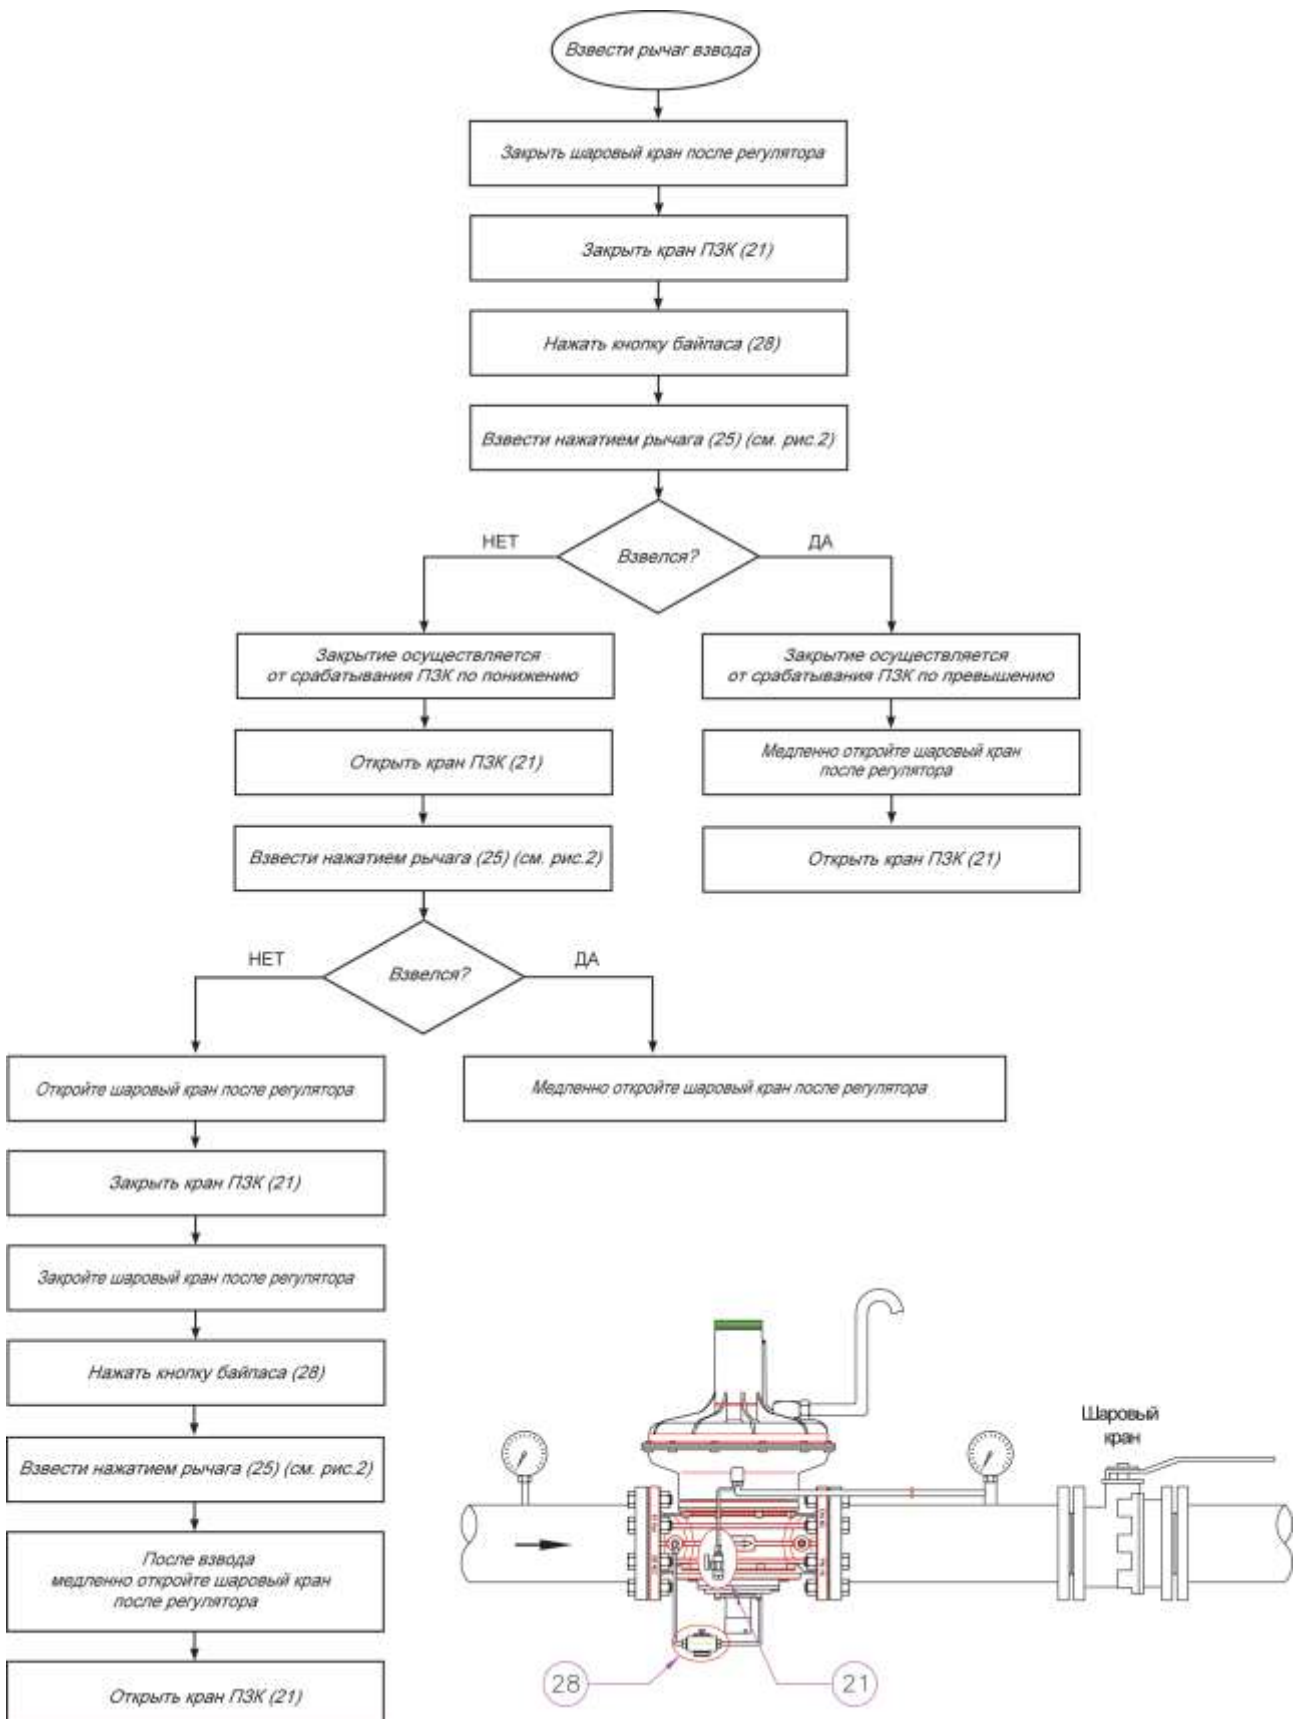 Взвести рычаг взвода
Закрыть шаровый кран после регулятора
Закрыть кран ПЗК (21)
Нажать кнопку байпаса (28)
Взвести нажатием рычага (25) (см. рис.2)
НЕТ
Взвелся?
ДА
Закрытие осуществляется
от срабатывания ПЗК по понижению
Закрытие осуществляется
от срабатывания ПЗК по превышению
Открыть кран ПЗК (21)
Медленно откройте шаровый кран
после регулятора
Взвести нажатием рычага (25) (см. рис.2)
Открыть кран ПЗК (21)
НЕТ
Взвелся?
ДА
Откройте шаровый кран после регулятора
Медленно откройте шаровый кран после регулятора
Закрыть кран ПЗК (21)
Закройте шаровый кран после регулятора
Нажать кнопку байпаса (28)
Взвести нажатием рычага (25) (см. рис.2)
После взвода
медленно откройте шаровый кран
после регулятора
Открыть кран ПЗК (21)
Шаровый
кран
28
21